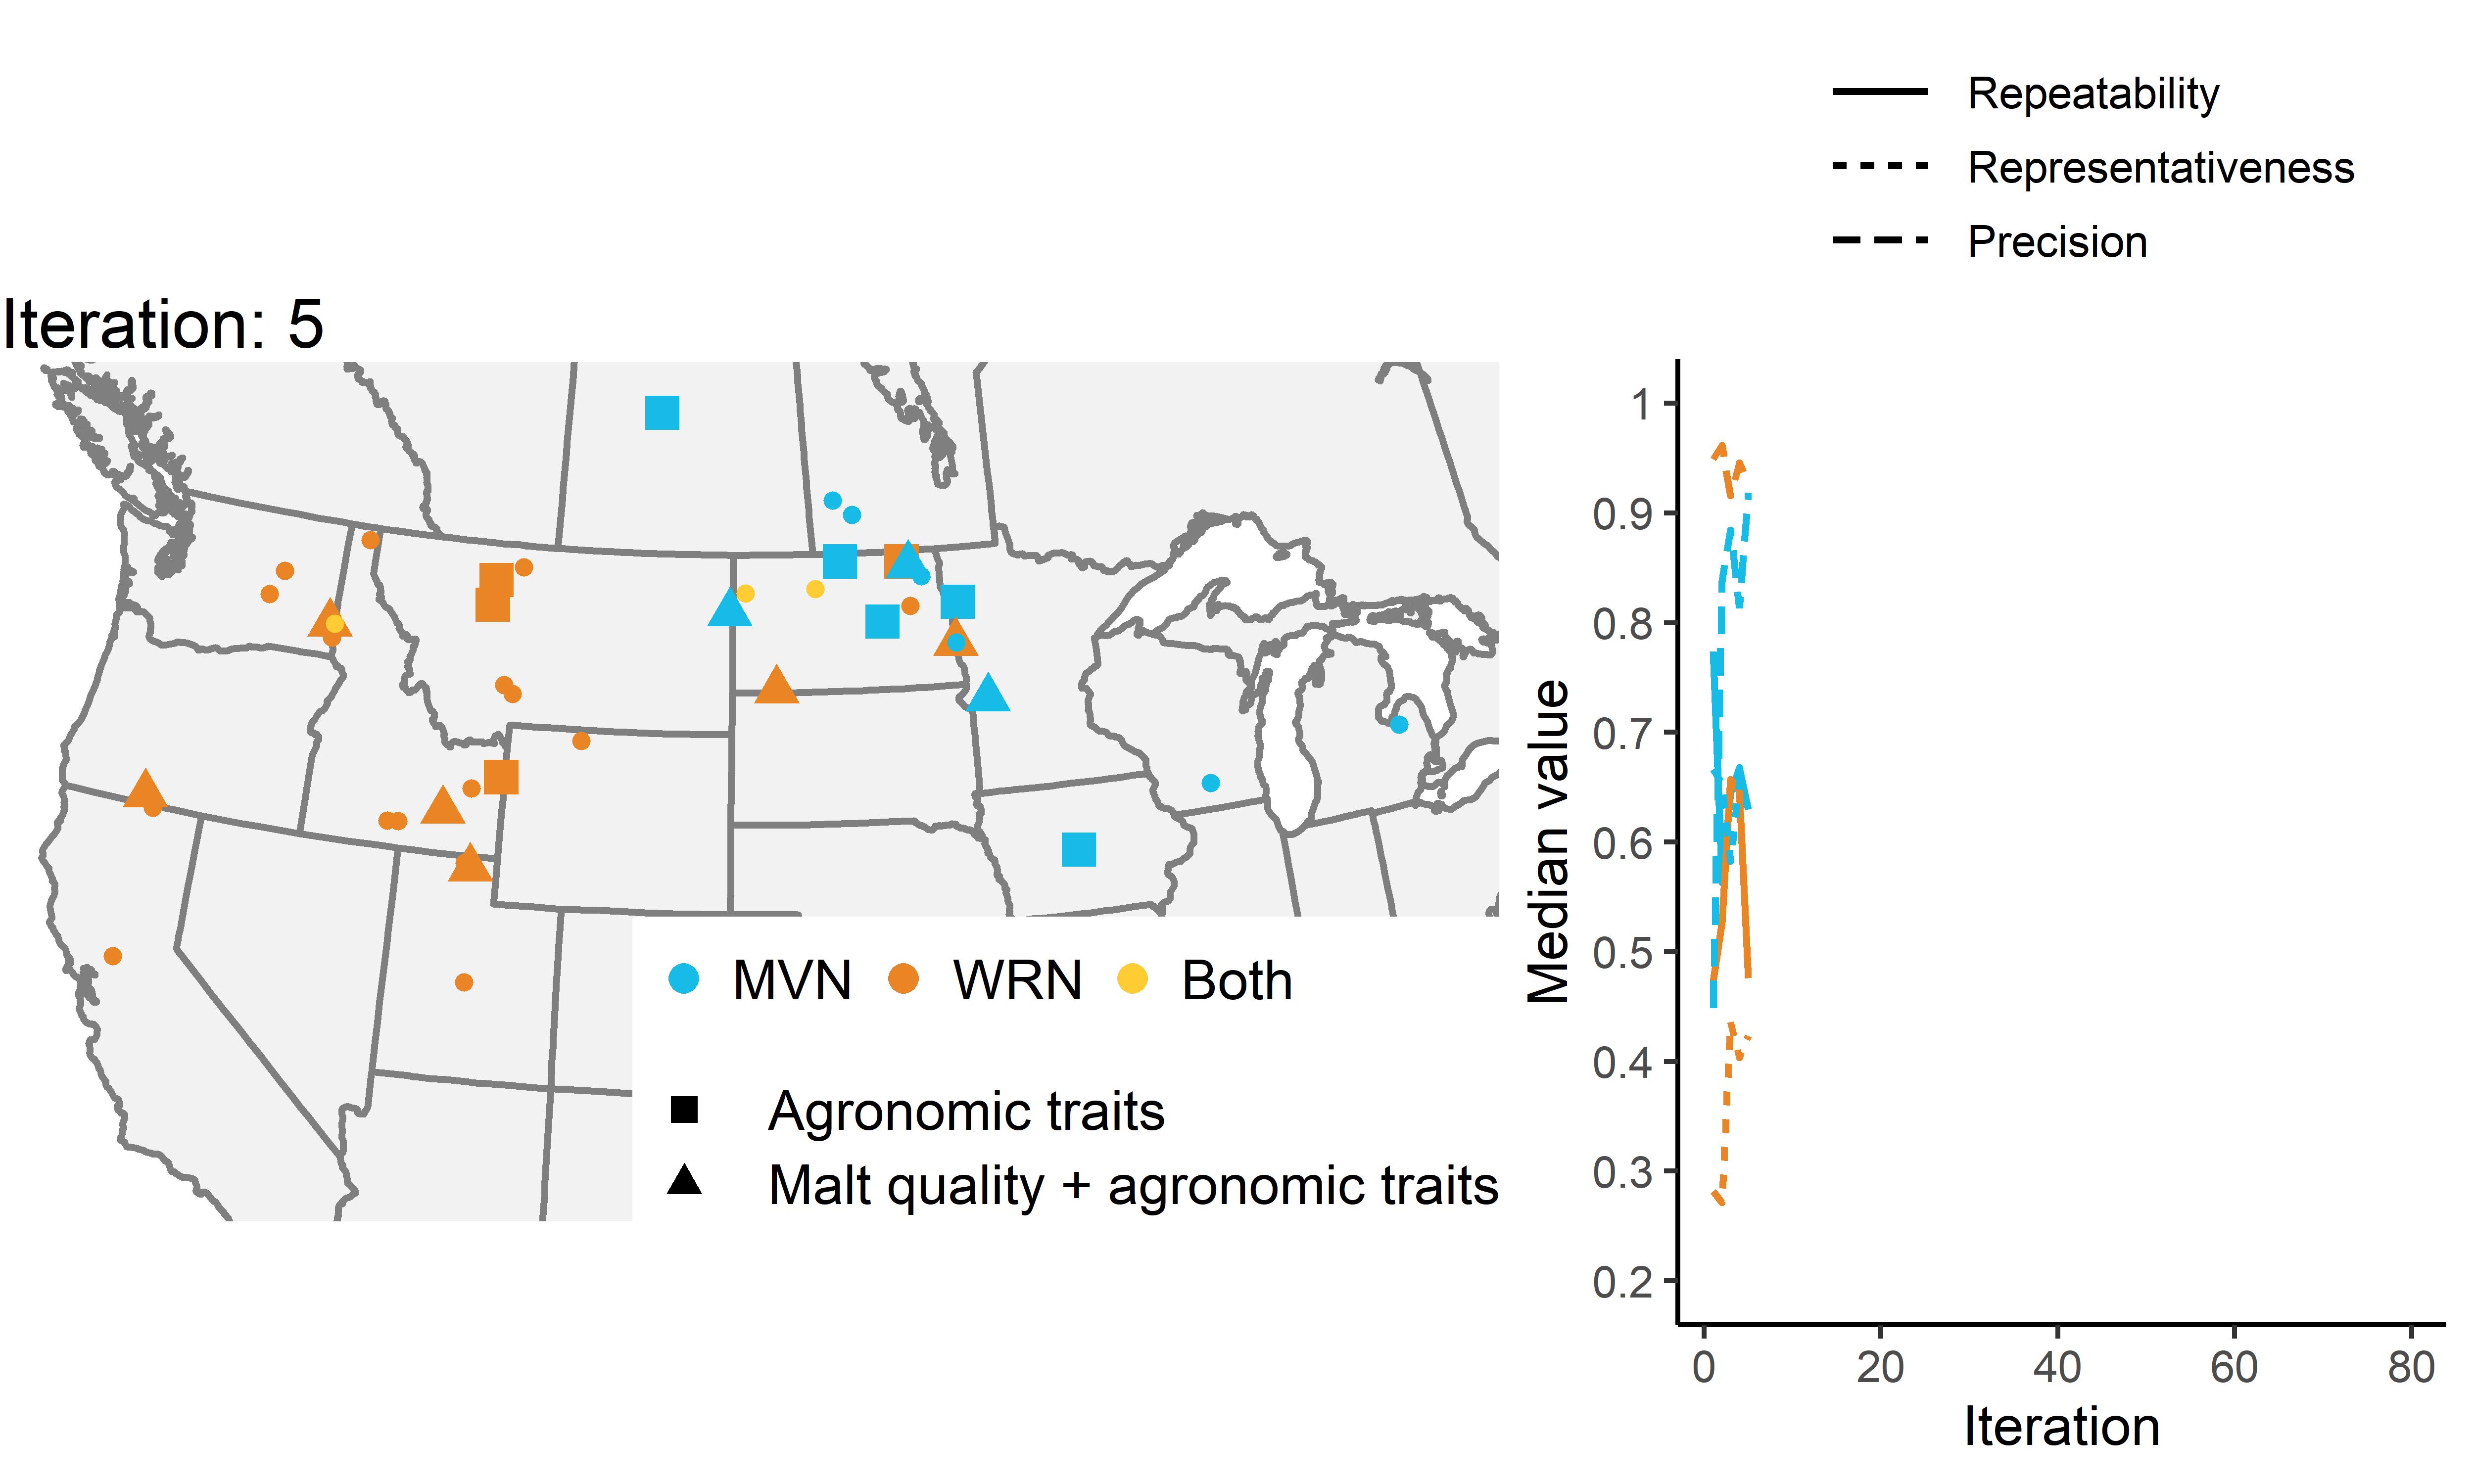 Repeatability
Representativeness
Precision
Iteration: 5
MVN WRN Both
Agronomic traits
Malt quality + agronomic traits
Median value
1
0.9
0.8
0.7
0.6
0.5
0.4
0.3
0.2
0 20 40 60 80
Iteration